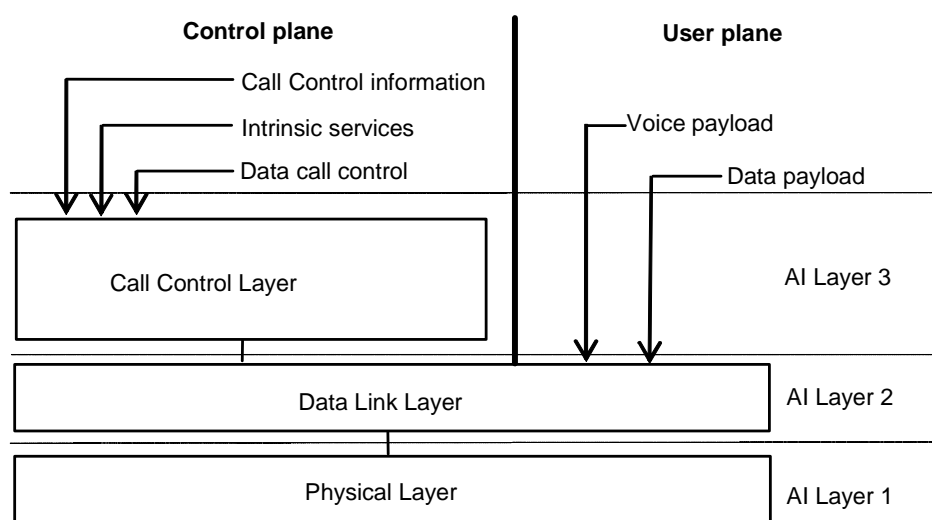 Control plane
User plane
Call Control information
Intrinsic services
Voice payload
Data call control
Data payload
Call Control Layer
AI Layer 3
Data Link Layer
AI Layer 2
Physical Layer
AI Layer 1